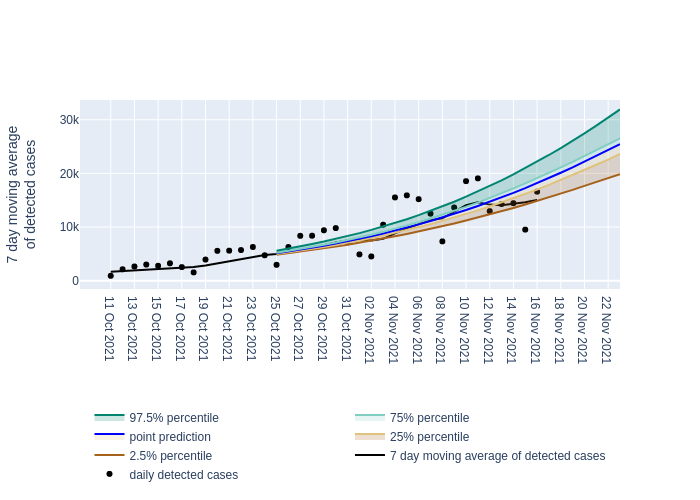 7 day moving average
of detected cases
30k
20k
10k
0
11 Oct 2021
13 Oct 2021
15 Oct 2021
17 Oct 2021
19 Oct 2021
21 Oct 2021
23 Oct 2021
25 Oct 2021
27 Oct 2021
29 Oct 2021
31 Oct 2021
02 Nov 2021
04 Nov 2021
06 Nov 2021
08 Nov 2021
10 Nov 2021
12 Nov 2021
14 Nov 2021
16 Nov 2021
18 Nov 2021
20 Nov 2021
22 Nov 2021
97.5% percentile
75% percentile
point prediction
25% percentile
2.5% percentile
7 day moving average of detected cases
daily detected cases